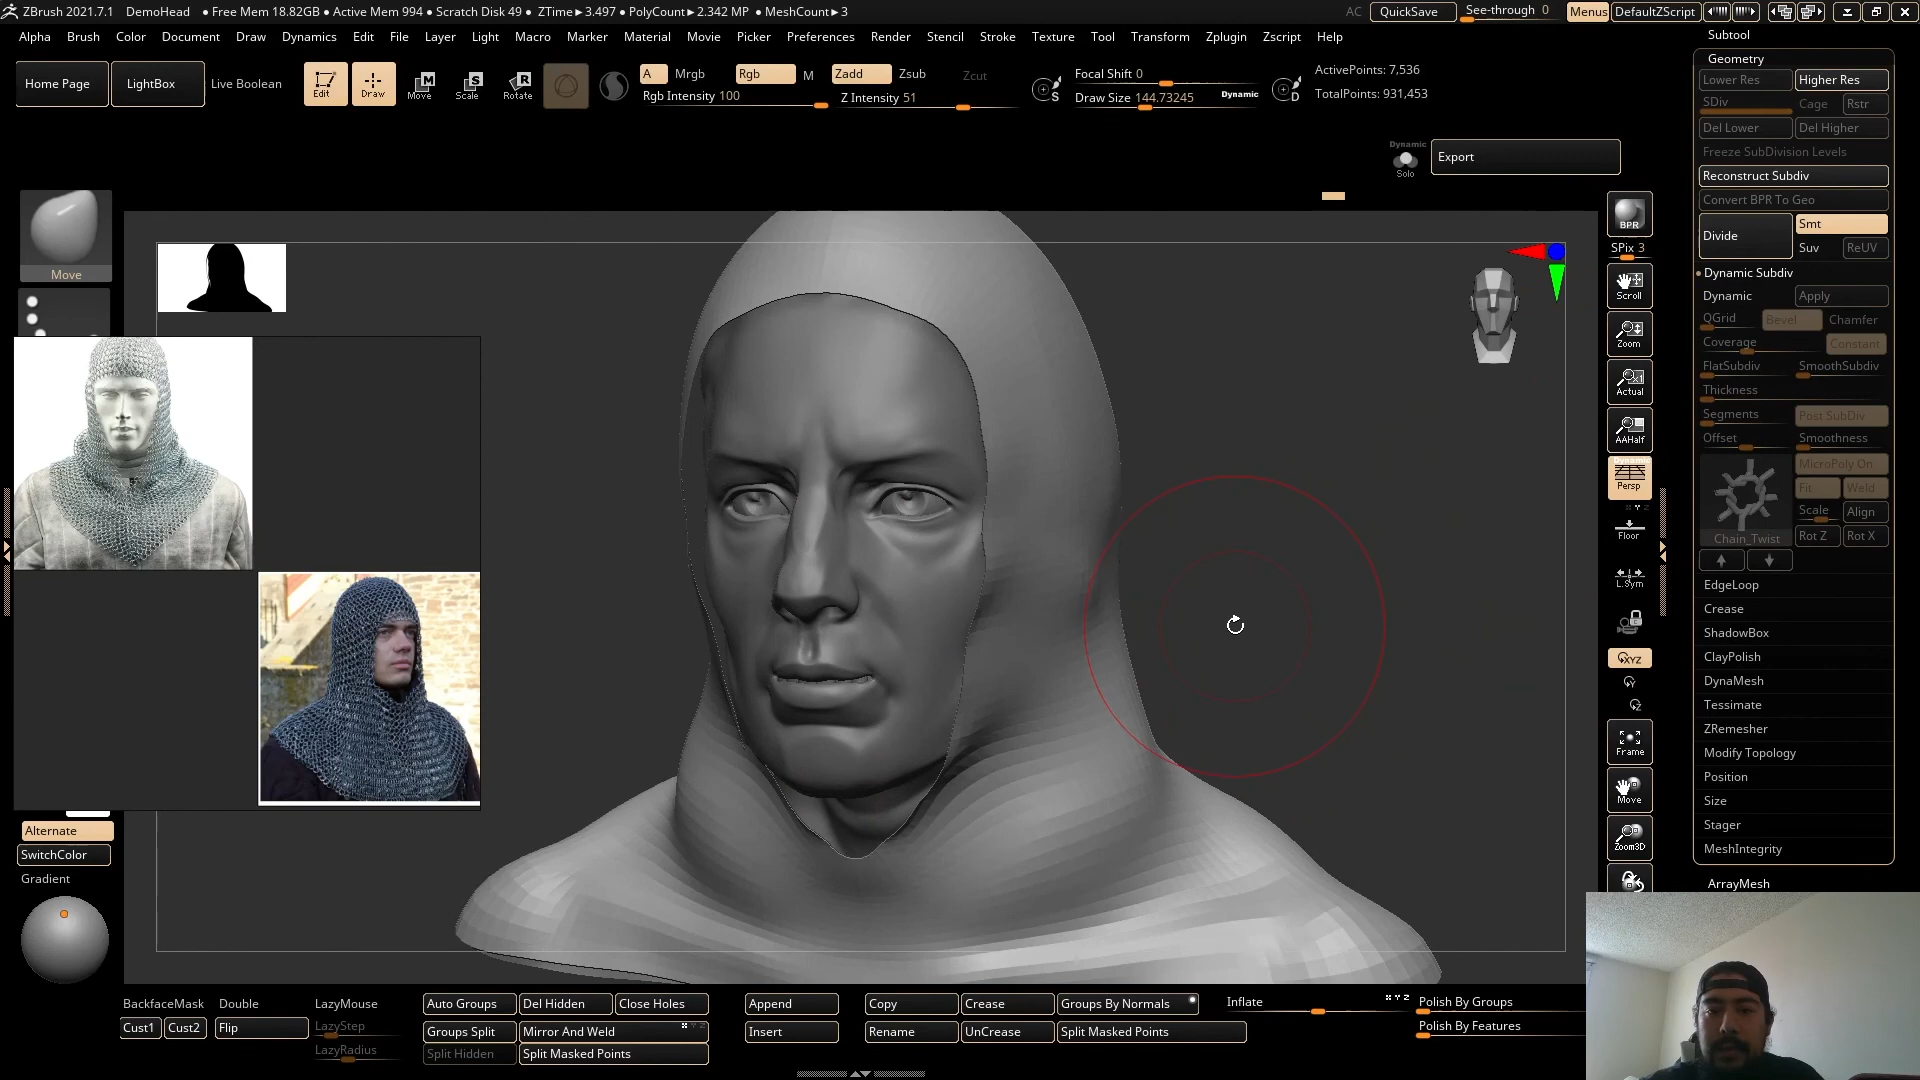 ZBrush 2021.7.1 DemoHead • Free Mem 18.82GB • Active Mem 994 • Scratch Disk 49 • ZTime▶3.497 • PolyCount▶2.342 MP • MeshCount▶3 AC QuickSave See-through 0 Menus DefaultZScript
Alpha Brush Color Document Draw Dynamics Edit File Layer Light Macro Marker Material Movie Picker Preferences Render Stencil Stroke Texture Tool Transform Zplugin Zscript Help
Home Page LightBox Live Boolean Edit Draw Move Scale Rotate
A Mrgb Rgb M Zadd Zsub Zcut
Rgb Intensity 100 Z Intensity 51
Focal Shift 0
Draw Size 144.73245 Dynamic
S D
ActivePoints: 7,536
TotalPoints: 931,453
Dynamic
Solo
Export
Move
Alternate
SwitchColor
Gradient
BPR
SPix 3
Scroll
Zoom
Actual
AAHalf
Dynamic
Persp
Floor
L.Sym
XYZ
Y
Z
Frame
Move
Zoom3D
Subtool
Geometry
Lower Res Higher Res
SDiv Cage Rstr
Del Lower Del Higher
Freeze SubDivision Levels
Reconstruct Subdiv
Convert BPR To Geo
Divide Smt
Suv ReUV
Dynamic Subdiv
Dynamic Apply
QGrid Bevel Chamfer
Coverage Constant
FlatSubdiv SmoothSubdiv
Thickness
Segments Post SubDiv
Offset Smoothness
MicroPoly On
Fit Weld
Scale Align
Chain_Twist Rot Z Rot X
EdgeLoop
Crease
ShadowBox
ClayPolish
DynaMesh
Tessimate
ZRemesher
Modify Topology
Position
Size
Stager
MeshIntegrity
ArrayMesh
BackfaceMask Double LazyMouse
Cust1 Cust2 Flip LazyStep
LazyRadius
Auto Groups Del Hidden Close Holes
Groups Split Mirror And Weld
Split Hidden Split Masked Points
Append
Insert
Copy Crease Groups By Normals
Rename UnCrease Split Masked Points
Inflate
Polish By Groups
Polish By Features